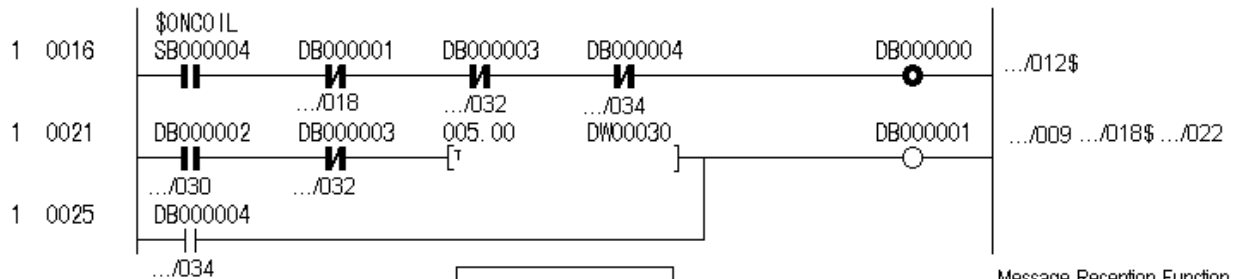 $ONCOIL
1 0016 SB000004 DB000001 DB000003 DB000004 DB000000 .../012$
.../018 .../032 .../034
1 0021 DB000002 DB000003 005.00 DW00030 DB000001 .../009 .../018$ .../022
T
.../030 .../032
1 0025 DB000004
.../034
Message Reception Function